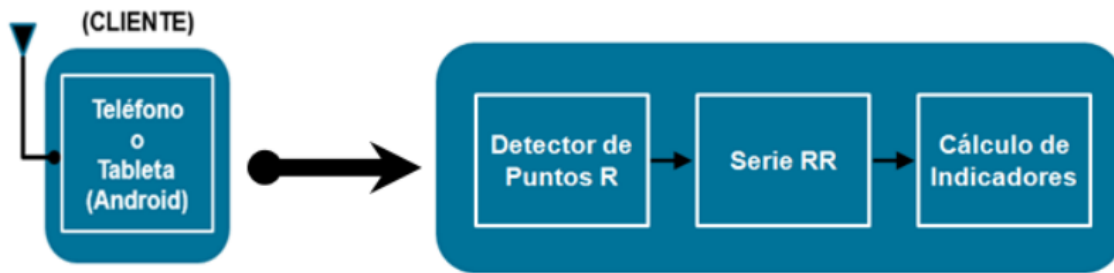 (CLIENTE)
Teléfono
o
Tableta
(Android)
Detector de
Puntos R
Serie RR
Cálculo de
Indicadores